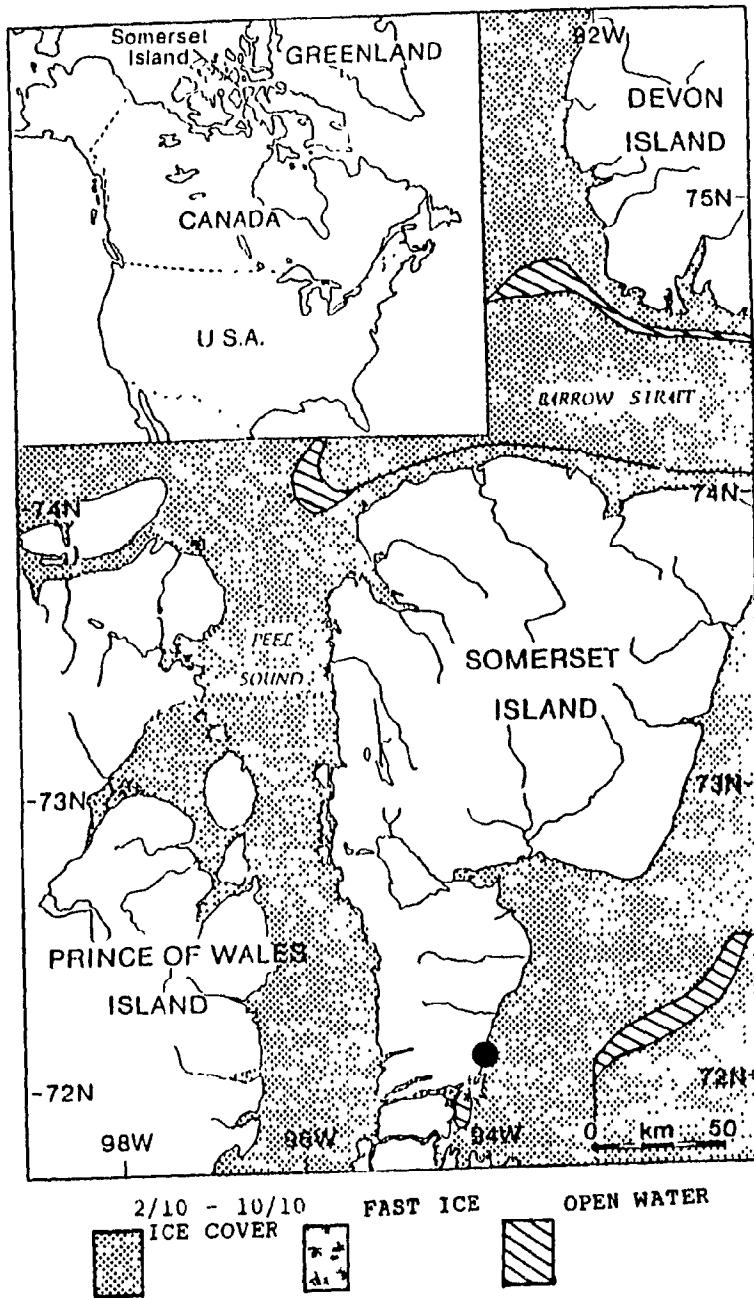 Somerset
Island
GREENLAND
CANADA
U.S.A.
92W
DEVON
ISLAND
75N
BARROW STRAIT
74N
74N
PEEL
SOUND
SOMERSET
ISLAND
73N
73N
PRINCE OF WALES
ISLAND
72N
72N
98W
96W
94W
0 km 50
2/10 - 10/10
ICE COVER
FAST ICE
OPEN WATER